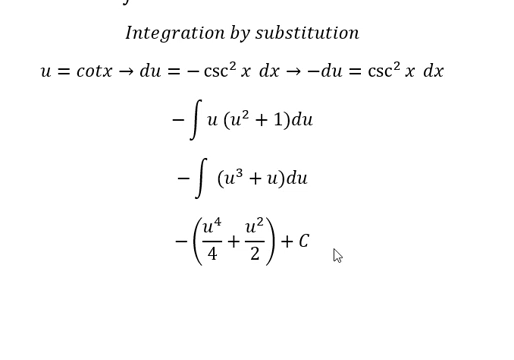 Integration by substitution
u = cotx → du = − csc² x dx → −du = csc² x dx
− ∫ u (u² + 1)du
− ∫ (u³ + u)du
− (u⁴/4 + u²/2) + C